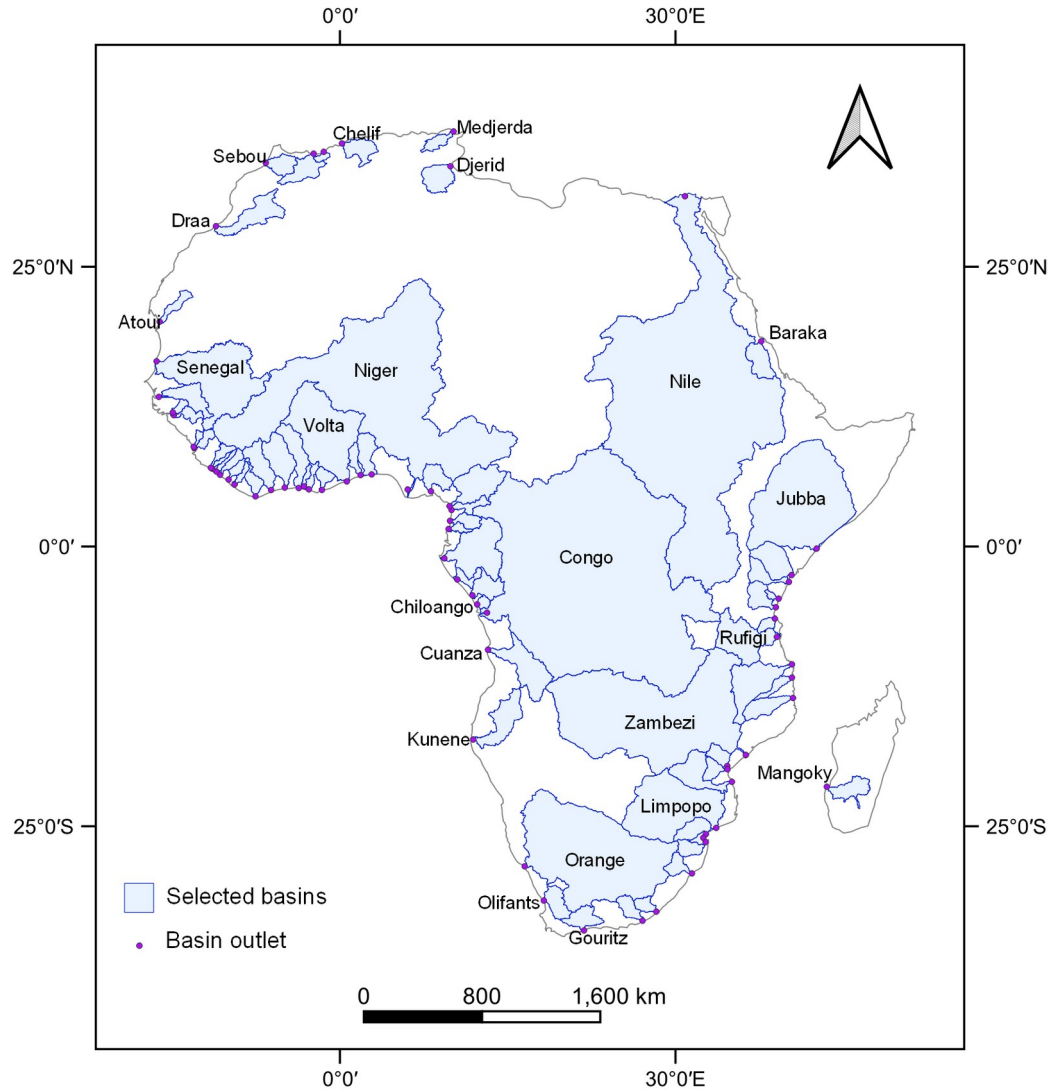 0°0′ 30°0′E
Chelif Medjerda
Sebou Djerid
Draa
25°0′N 25°0′N
Atoui
Baraka
Senegal Niger Nile
Volta
Jubba
0°0′ Congo 0°0′
Chiloango
Rufigi
Cuanza
Zambezi
Kunene
Mangoky
Limpopo
25°0′S 25°0′S
Orange
Selected basins
Olifants
Basin outlet
Gouritz
0 800 1,600 km
0°0′ 30°0′E